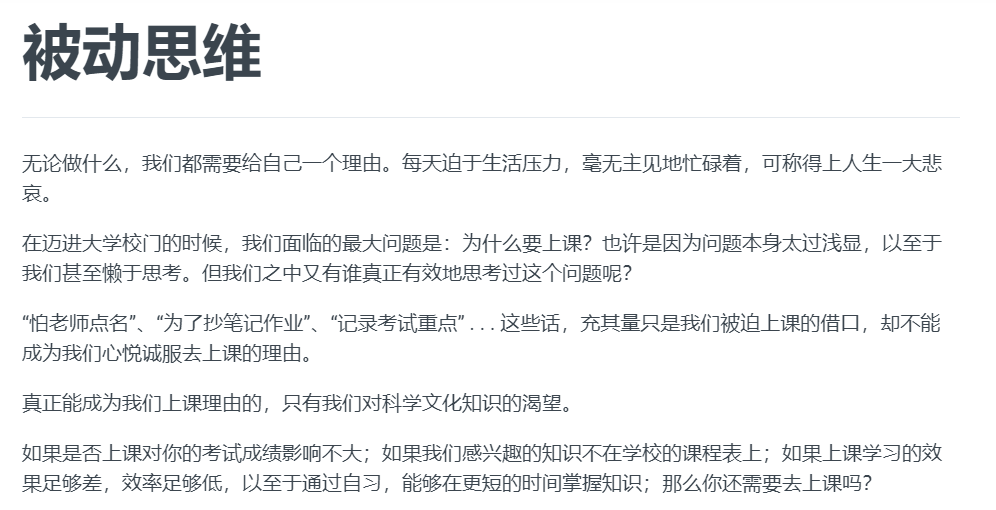 被动思维
无论做什么，我们都需要给自己一个理由。每天迫于生活压力，毫无主见地忙碌着，可称得上人生一大悲
哀。
在迈进大学校门的时候，我们面临的最大问题是：为什么要上课？也许是因为问题本身太过浅显，以至于
我们甚至懒于思考。但我们之中又有谁真正有效地思考过这个问题呢？
“怕老师点名”、“为了抄笔记作业”、“记录考试重点” . . . 这些话，充其量只是我们被迫上课的借口，却不能
成为我们心悦诚服去上课的理由。
真正能成为我们上课理由的，只有我们对科学文化知识的渴望。
如果是否上课对你的考试成绩影响不大；如果我们感兴趣的知识不在学校的课程表上；如果上课学习的效
果足够差，效率足够低，以至于通过自习，能够在更短的时间掌握知识；那么你还需要去上课吗？